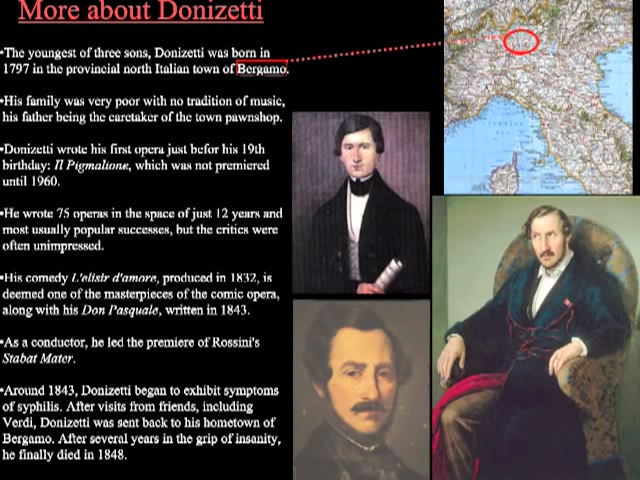 More about Donizetti
•The youngest of three sons, Donizetti was born in
1797 in the provincial north Italian town of Bergamo.
•His family was very poor with no tradition of music,
his father being the caretaker of the town pawnshop.
•Donizetti wrote his first opera just befor his 19th
birthday: Il Pigmalione, which was not premiered
until 1960.
•He wrote 75 operas in the space of just 12 years and
most usually popular successes, but the critics were
often unimpressed.
•His comedy L'elisir d'amore, produced in 1832, is
deemed one of the masterpieces of the comic opera,
along with his Don Pasquale, written in 1843.
•As a conductor, he led the premiere of Rossini's
Stabat Mater.
•Around 1843, Donizetti began to exhibit symptoms
of syphilis. After visits from friends, including
Verdi, Donizetti was sent back to his hometown of
Bergamo. After several years in the grip of insanity,
he finally died in 1848.